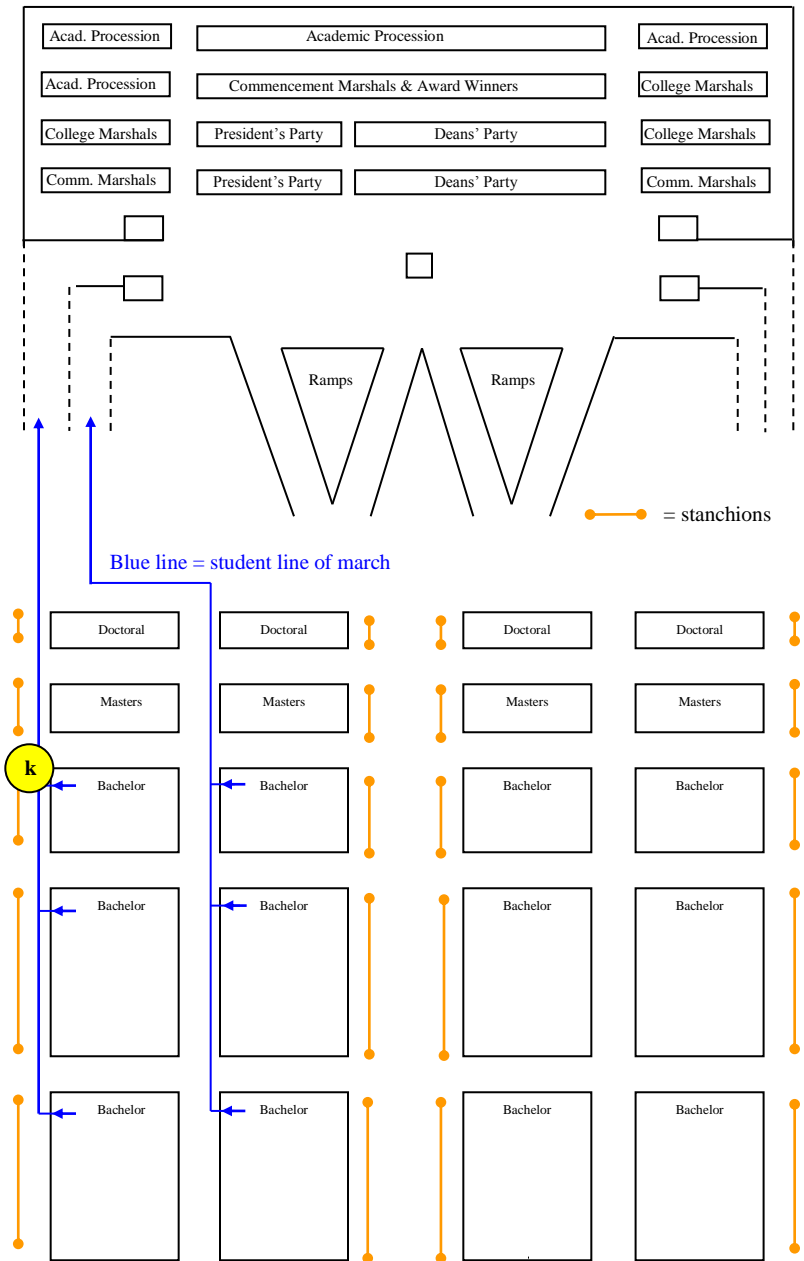 Acad. Procession Academic Procession Acad. Procession
Acad. Procession Commencement Marshals & Award Winners College Marshals
College Marshals President’s Party Deans’ Party College Marshals
Comm. Marshals President’s Party Deans’ Party Comm. Marshals
Ramps Ramps
= stanchions
Blue line = student line of march
Doctoral Doctoral Doctoral Doctoral
Masters Masters Masters Masters
k
Bachelor Bachelor Bachelor Bachelor
Bachelor Bachelor Bachelor Bachelor
Bachelor Bachelor Bachelor Bachelor